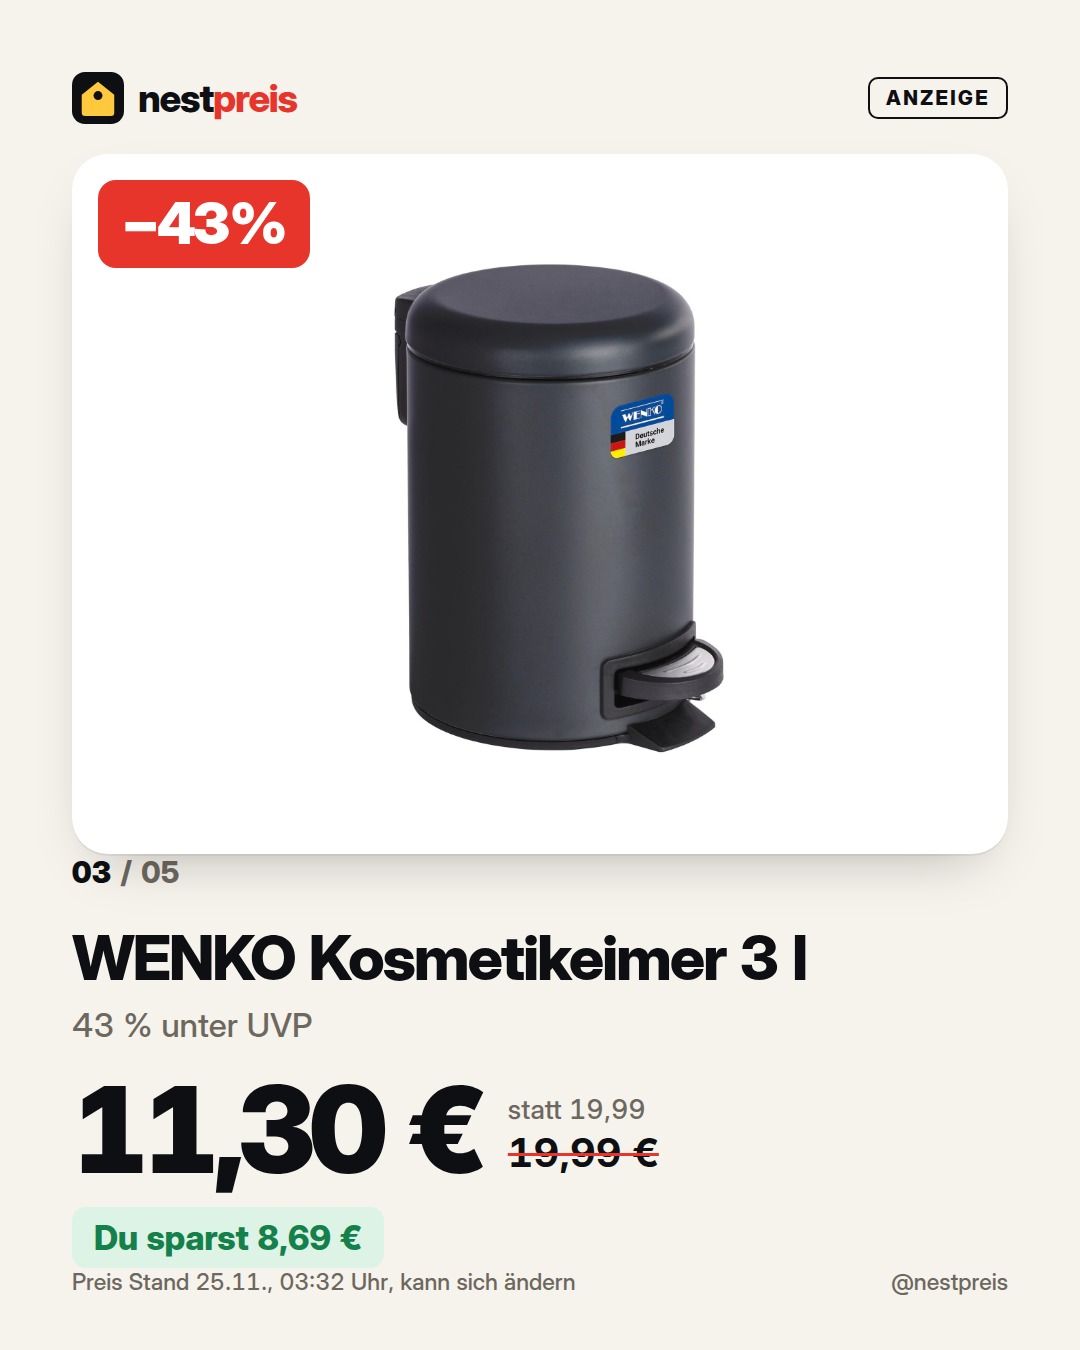 nestpreis
ANZEIGE
–43%
WENKO
Deutsche
Marke
03 / 05
WENKO Kosmetikeimer 3 l
43 % unter UVP
11,30 €
statt 19,99
19,99 €
Du sparst 8,69 €
Preis Stand 25.11., 03:32 Uhr, kann sich ändern
@nestpreis